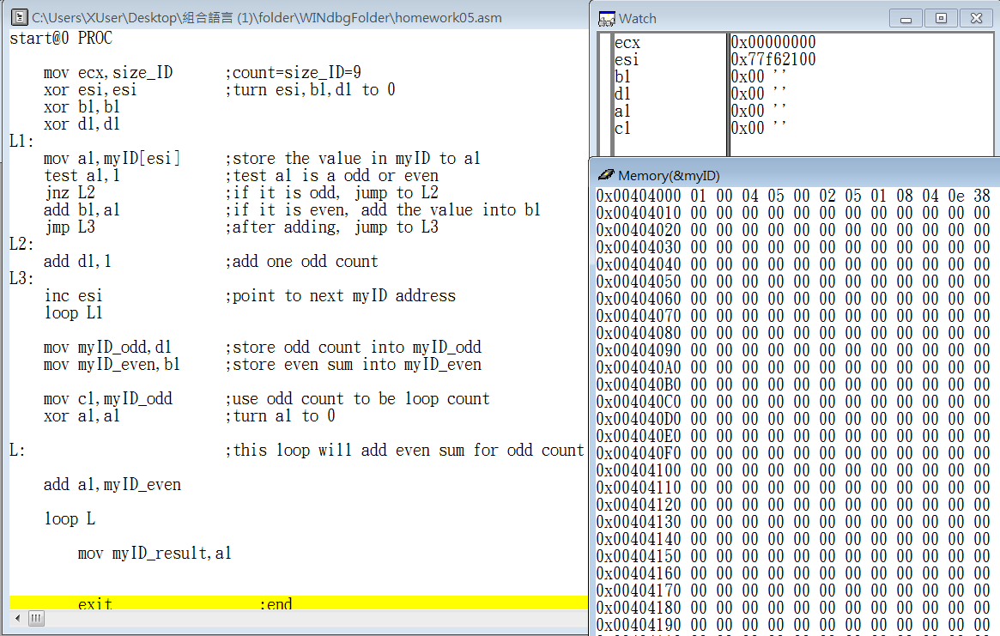 C:\Users\XUser\Desktop\組合語言 (1)\folder\WINdbgFolder\homework05.asm
start@0 PROC
mov ecx,size_ID ;count=size_ID=9
xor esi,esi ;turn esi,bl,dl to 0
xor bl,bl
xor dl,dl
L1:
mov al,myID[esi] ;store the value in myID to al
test al,1 ;test al is a odd or even
jnz L2 ;if it is odd, jump to L2
add bl,al ;if it is even, add the value into bl
jmp L3 ;after adding, jump to L3
L2:
add dl,1 ;add one odd count
L3:
inc esi ;point to next myID address
loop L1
mov myID_odd,dl ;store odd count into myID_odd
mov myID_even,bl ;store even sum into myID_even
mov cl,myID_odd ;use odd count to be loop count
xor al,al ;turn al to 0
L: ;this loop will add even sum for odd count
add al,myID_even
loop L
mov myID_result,al
exit ;end
Watch
ecx 0x00000000
esi 0x77f62100
bl 0x00 ''
dl 0x00 ''
al 0x00 ''
cl 0x00 ''
Memory(&myID)
0x00404000 01 00 04 05 00 02 05 01 08 04 0e 38
0x00404010 00 00 00 00 00 00 00 00 00 00 00 00
0x00404020 00 00 00 00 00 00 00 00 00 00 00 00
0x00404030 00 00 00 00 00 00 00 00 00 00 00 00
0x00404040 00 00 00 00 00 00 00 00 00 00 00 00
0x00404050 00 00 00 00 00 00 00 00 00 00 00 00
0x00404060 00 00 00 00 00 00 00 00 00 00 00 00
0x00404070 00 00 00 00 00 00 00 00 00 00 00 00
0x00404080 00 00 00 00 00 00 00 00 00 00 00 00
0x00404090 00 00 00 00 00 00 00 00 00 00 00 00
0x004040A0 00 00 00 00 00 00 00 00 00 00 00 00
0x004040B0 00 00 00 00 00 00 00 00 00 00 00 00
0x004040C0 00 00 00 00 00 00 00 00 00 00 00 00
0x004040D0 00 00 00 00 00 00 00 00 00 00 00 00
0x004040E0 00 00 00 00 00 00 00 00 00 00 00 00
0x004040F0 00 00 00 00 00 00 00 00 00 00 00 00
0x00404100 00 00 00 00 00 00 00 00 00 00 00 00
0x00404110 00 00 00 00 00 00 00 00 00 00 00 00
0x00404120 00 00 00 00 00 00 00 00 00 00 00 00
0x00404130 00 00 00 00 00 00 00 00 00 00 00 00
0x00404140 00 00 00 00 00 00 00 00 00 00 00 00
0x00404150 00 00 00 00 00 00 00 00 00 00 00 00
0x00404160 00 00 00 00 00 00 00 00 00 00 00 00
0x00404170 00 00 00 00 00 00 00 00 00 00 00 00
0x00404180 00 00 00 00 00 00 00 00 00 00 00 00
0x00404190 00 00 00 00 00 00 00 00 00 00 00 00